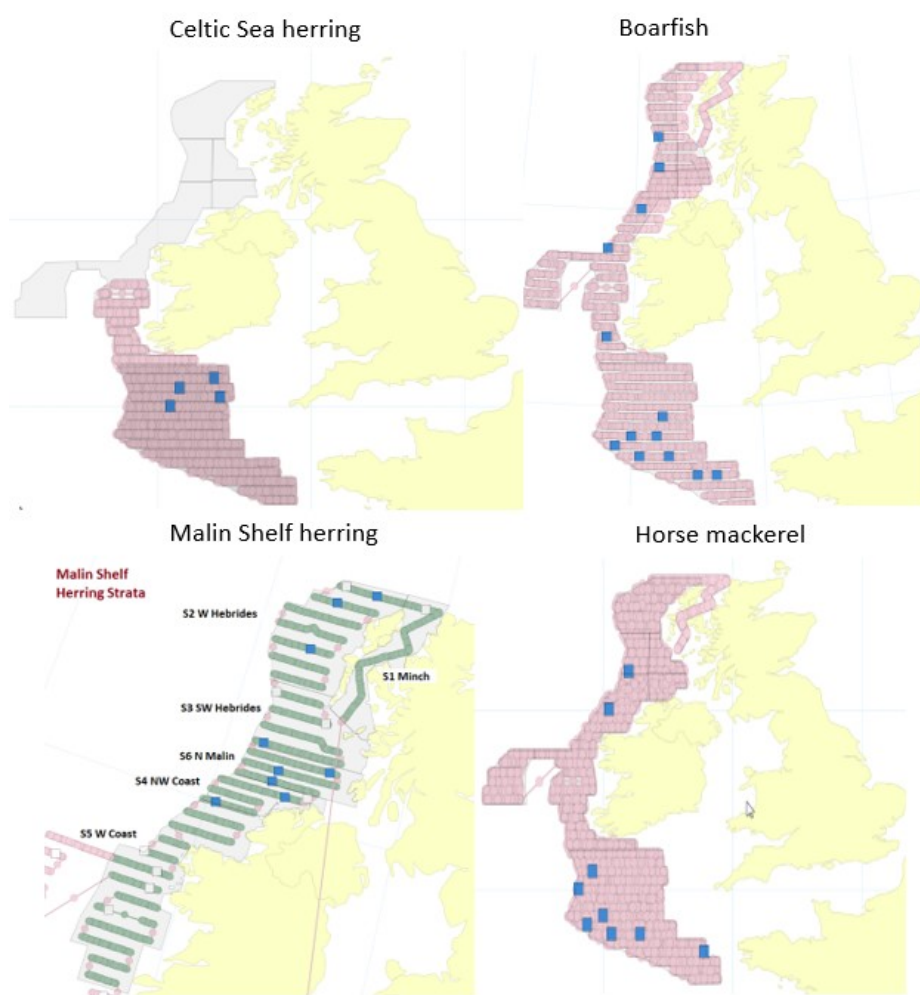 Celtic Sea herring
Boarfish
Malin Shelf herring
Horse mackerel
Malin Shelf
Herring Strata
S2 W Hebrides
S1 Minch
S3 SW Hebrides
S6 N Malin
S4 NW Coast
S5 W Coast